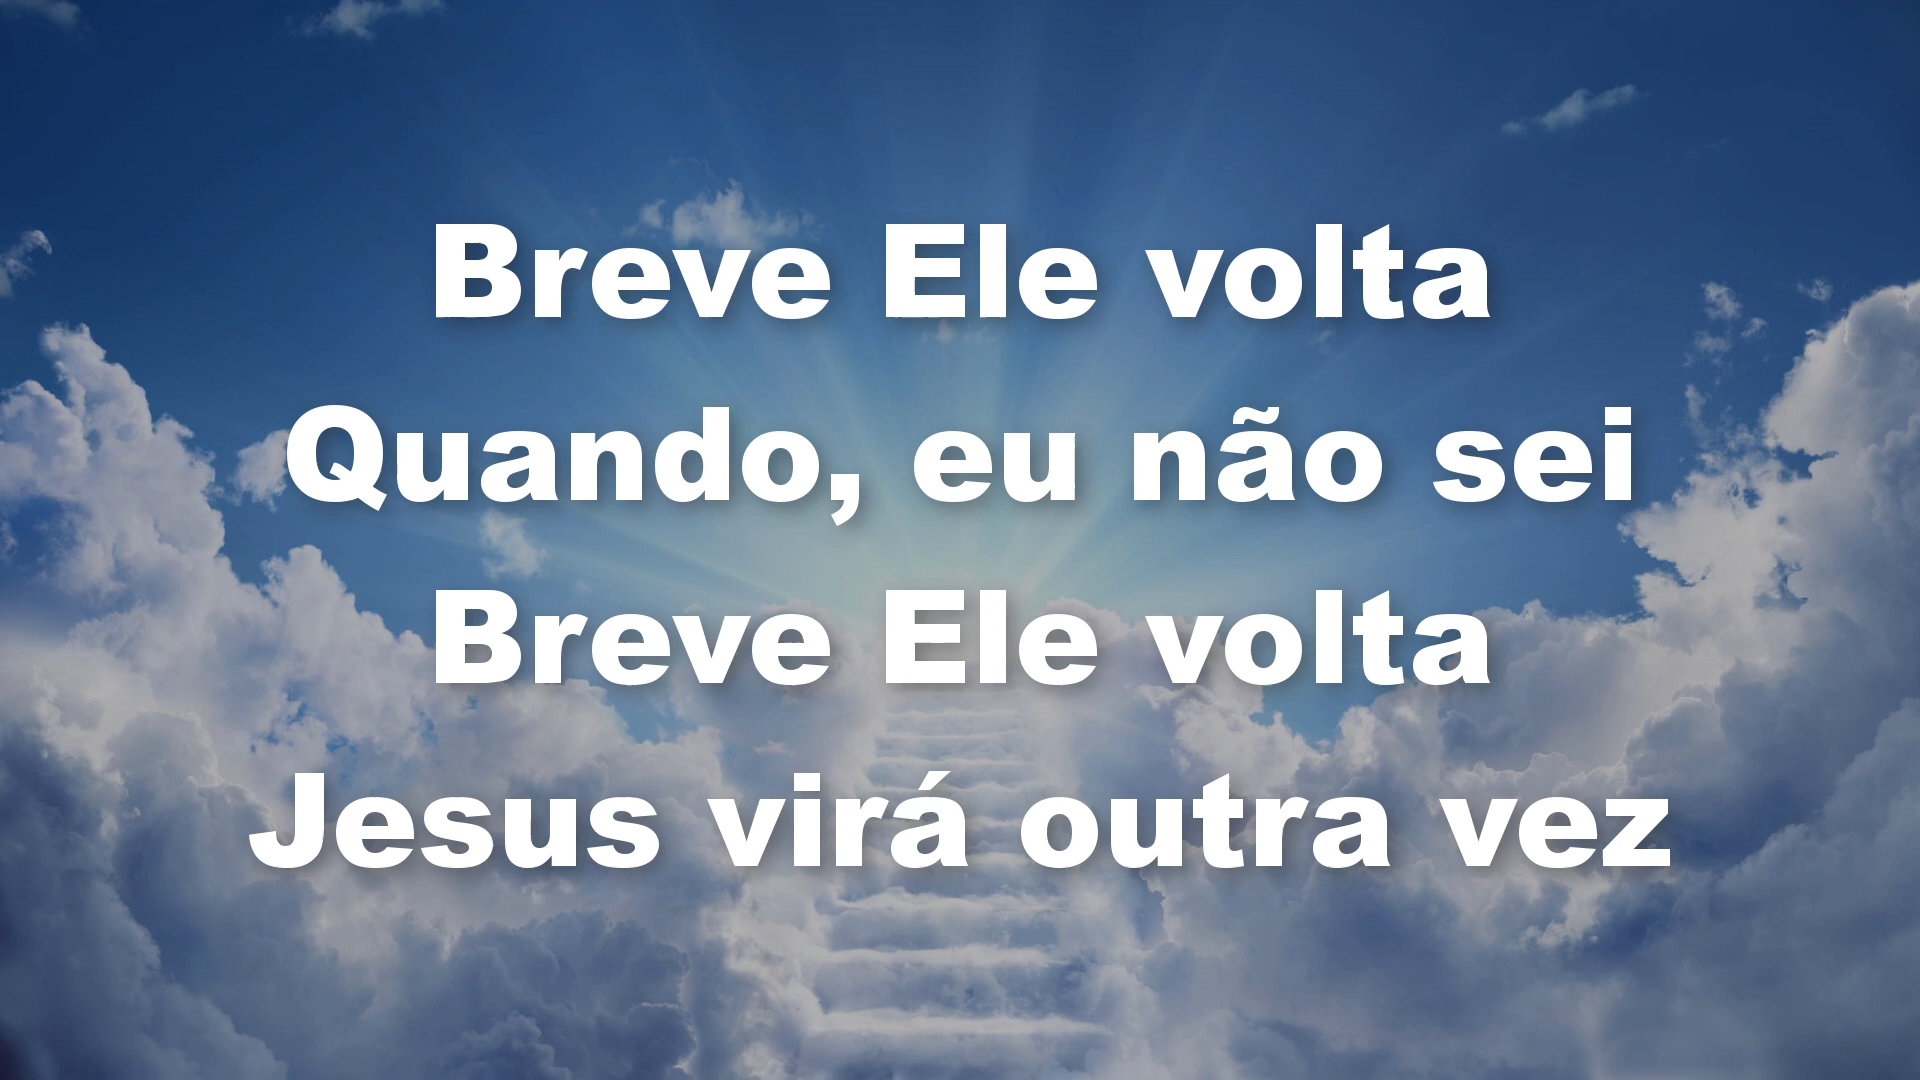 Breve Ele volta
Quando, eu não sei
Breve Ele volta
Jesus virá outra vez